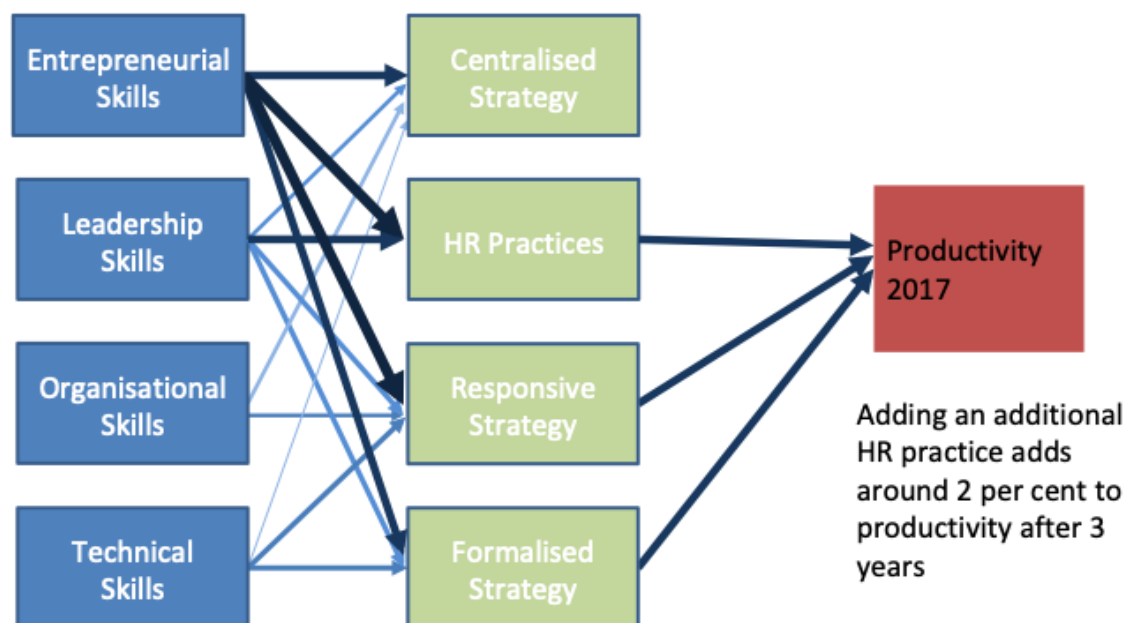 Entrepreneurial
Skills
Centralised
Strategy
Leadership
Skills
HR Practices
Productivity
2017
Organisational
Skills
Responsive
Strategy
Adding an additional
HR practice adds
around 2 per cent to
productivity after 3
years
Technical
Skills
Formalised
Strategy